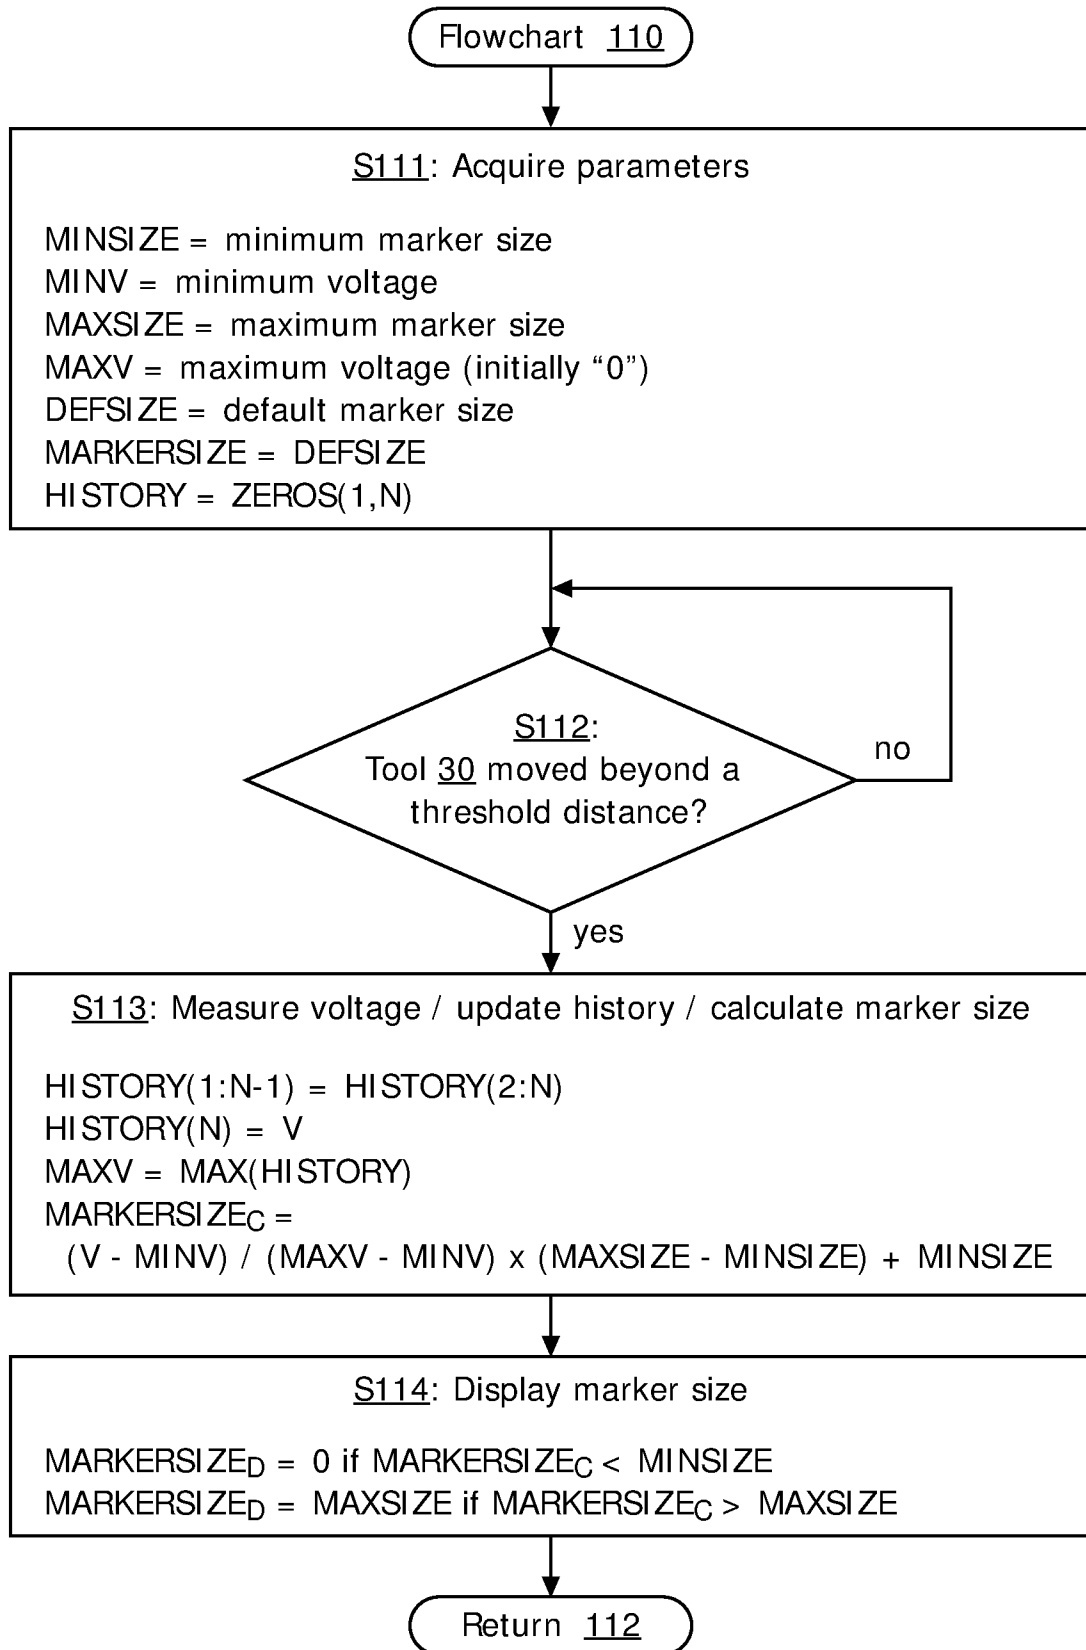 Flowchart 110
S111: Acquire parameters
MINSIZE = minimum marker size
MINV = minimum voltage
MAXSIZE = maximum marker size
MAXV = maximum voltage (initially “0”)
DEFSIZE = default marker size
MARKERSIZE = DEFSIZE
HISTORY = ZEROS(1,N)
S112:
Tool 30 moved beyond a
threshold distance?
no
yes
S113: Measure voltage / update history / calculate marker size
HISTORY(1:N-1) = HISTORY(2:N)
HISTORY(N) = V
MAXV = MAX(HISTORY)
MARKERSIZEC =
(V - MINV) / (MAXV - MINV) x (MAXSIZE - MINSIZE) + MINSIZE
S114: Display marker size
MARKERSIZED = 0 if MARKERSIZEC < MINSIZE
MARKERSIZED = MAXSIZE if MARKERSIZEC > MAXSIZE
Return 112